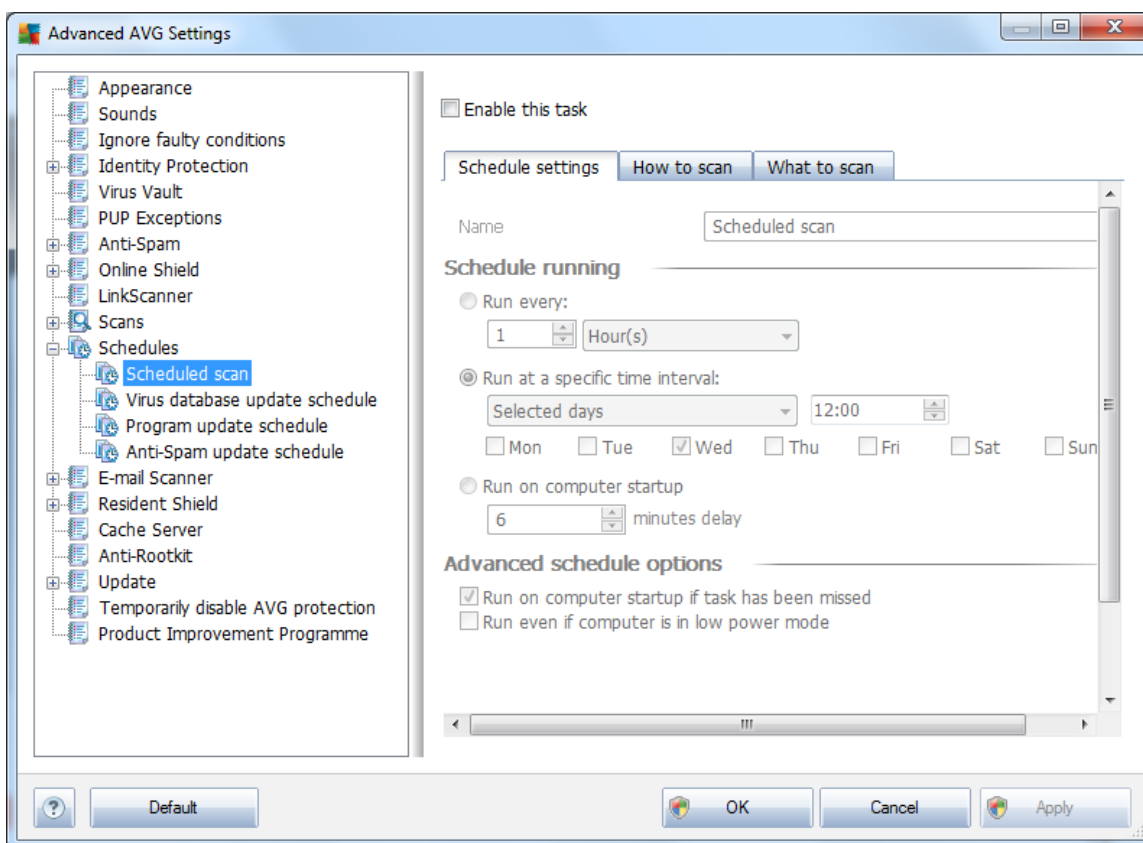 Advanced AVG Settings
Appearance
Sounds
Ignore faulty conditions
Identity Protection
Virus Vault
PUP Exceptions
Anti-Spam
Online Shield
LinkScanner
Scans
Schedules
Scheduled scan
Virus database update schedule
Program update schedule
Anti-Spam update schedule
E-mail Scanner
Resident Shield
Cache Server
Anti-Rootkit
Update
Temporarily disable AVG protection
Product Improvement Programme
Enable this task
Schedule settings How to scan What to scan
Name Scheduled scan
Schedule running
Run every:
1 Hour(s)
Run at a specific time interval:
Selected days 12:00
Mon Tue Wed Thu Fri Sat Sun
Run on computer startup
6 minutes delay
Advanced schedule options
Run on computer startup if task has been missed
Run even if computer is in low power mode
? Default OK Cancel Apply